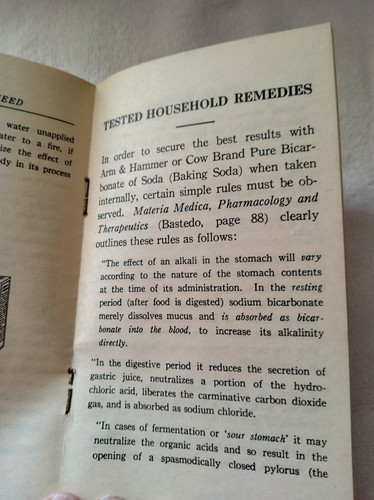 EED
water unapplied
ater to a fire, if
ize the effect of
dy in its process
TESTED HOUSEHOLD REMEDIES
In order to secure the best results with
Arm & Hammer or Cow Brand Pure Bicar-
bonate of Soda (Baking Soda) when taken
internally, certain simple rules must be ob-
served. Materia Medica, Pharmacology and
Therapeutics (Bastedo, page 88) clearly
outlines these rules as follows:
"The effect of an alkali in the stomach will vary
according to the nature of the stomach contents
at the time of its administration. In the resting
period (after food is digested) sodium bicarbonate
merely dissolves mucus and is absorbed as bicar-
bonate into the blood, to increase its alkalinity
directly.
"In the digestive period it reduces the secretion of
gastric juice, neutralizes a portion of the hydro-
chloric acid, liberates the carminative carbon dioxide
gas, and is absorbed as sodium chloride.
"In cases of fermentation or 'sour stomach' it may
neutralize the organic acids and so result in the
opening of a spasmodically closed pylorus (the